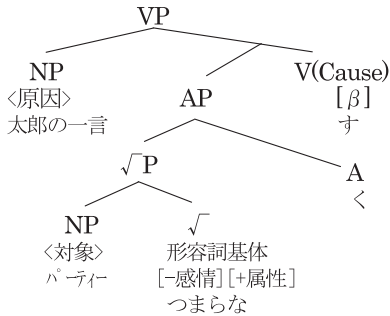 VP
NP
<原因>
太郎の一言
V(Cause)
[β]
す
AP
√P
A
く
NP
<対象>
パーティー
√
形容詞基体
[−感情][+属性]
つまらな